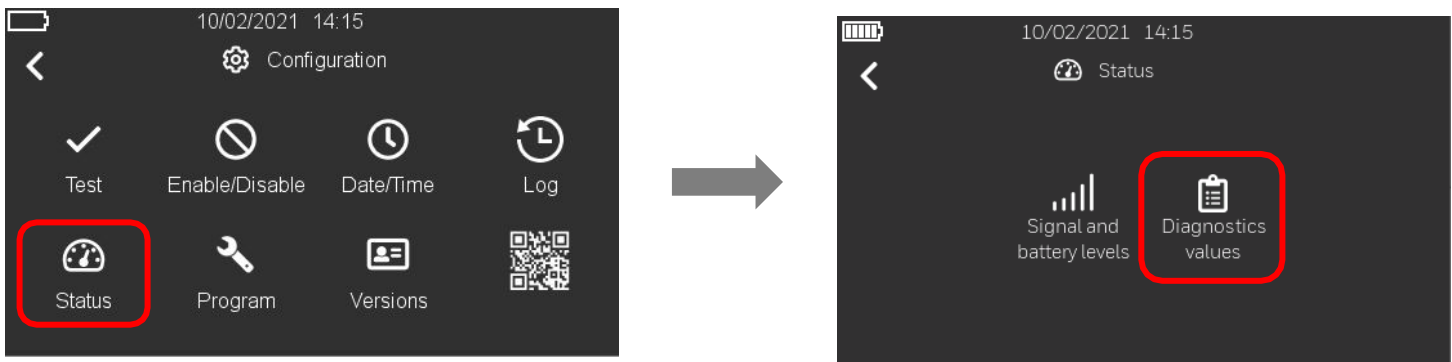 10/02/2021 14:15
Configuration
Test
Enable/Disable
Date/Time
Log
Status
Program
Versions
10/02/2021 14:15
Status
Signal and
battery levels
Diagnostics
values